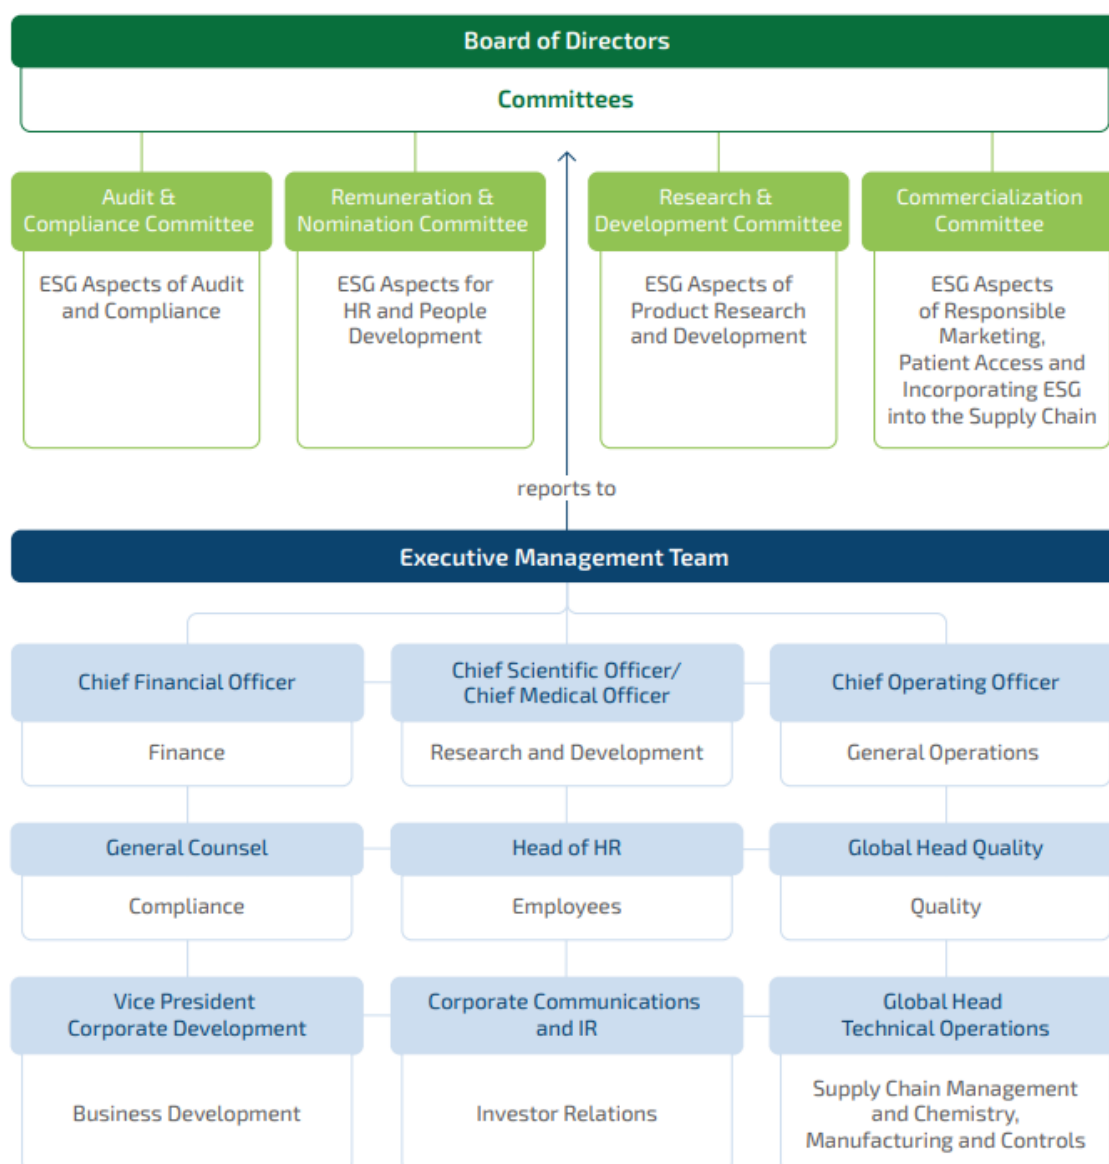 Board of Directors
Committees
Audit &
Compliance Committee
ESG Aspects of Audit
and Compliance
Remuneration &
Nomination Committee
ESG Aspects for
HR and People
Development
Research &
Development Committee
ESG Aspects of
Product Research
and Development
Commercialization
Committee
ESG Aspects
of Responsible
Marketing,
Patient Access and
Incorporating ESG
into the Supply Chain
reports to
Executive Management Team
Chief Financial Officer
Finance
Chief Scientific Officer/
Chief Medical Officer
Research and Development
Chief Operating Officer
General Operations
General Counsel
Compliance
Head of HR
Employees
Global Head Quality
Quality
Vice President
Corporate Development
Business Development
Corporate Communications
and IR
Investor Relations
Global Head
Technical Operations
Supply Chain Management
and Chemistry,
Manufacturing and Controls